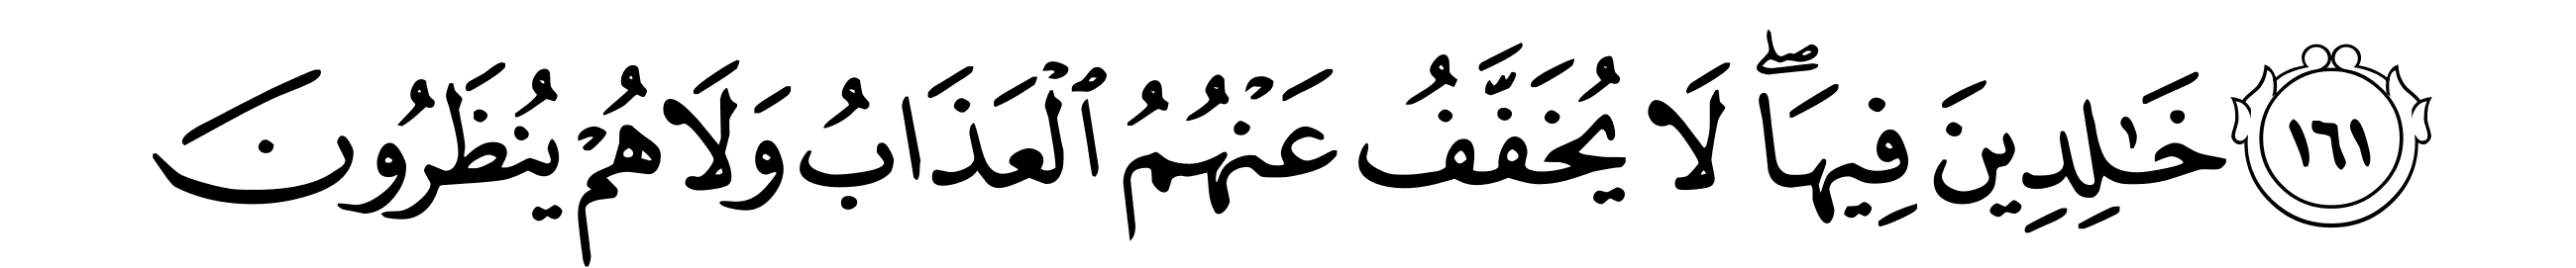 ١٦١ خَـٰلِدِينَ فِيهَاۖ لَا يُخَفَّفُ عَنۡهُمُ ٱلۡعَذَابُ وَلَا هُمۡ يُنظَرُونَ